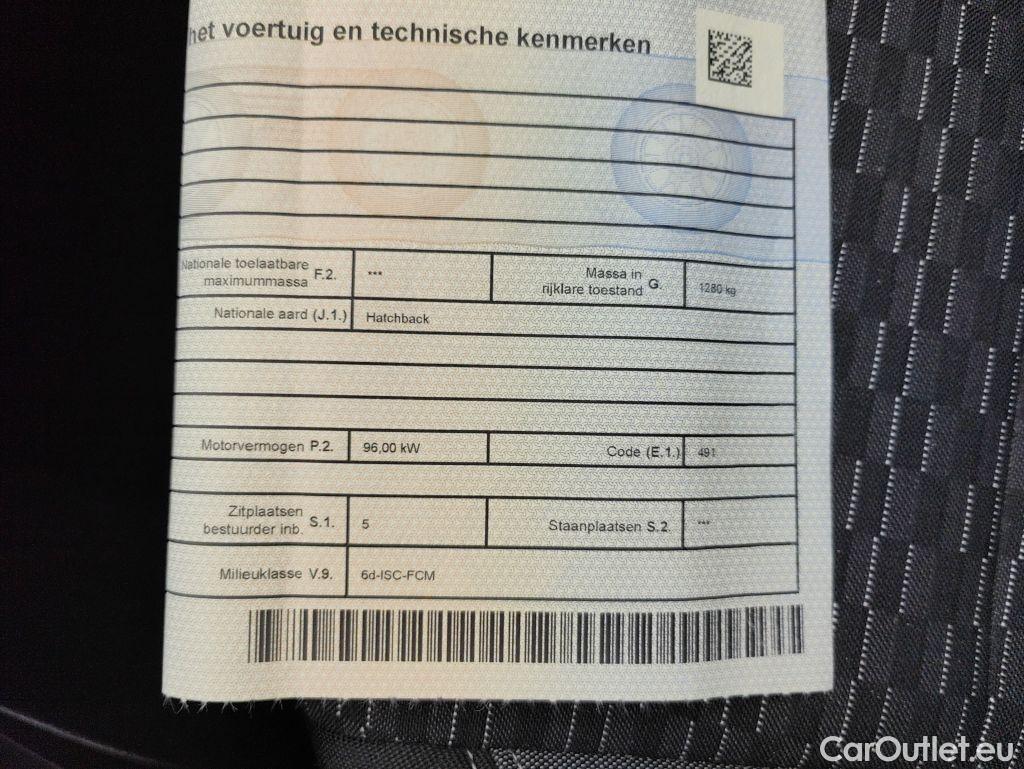 het voertuig en technische kenmerken
Nationale toelaatbare
maximummassa F.2. *** Massa in
rijklare toestand G. 1280 kg
Nationale aard (J.1.) Hatchback
Motorvermogen P.2. 96,00 kW Code (E.1.) 491
Zitplaatsen
bestuurder inb. S.1. 5 Staanplaatsen S.2. ***
Milieuklasse V.9. 6d-ISC-FCM
CarOutlet.eu